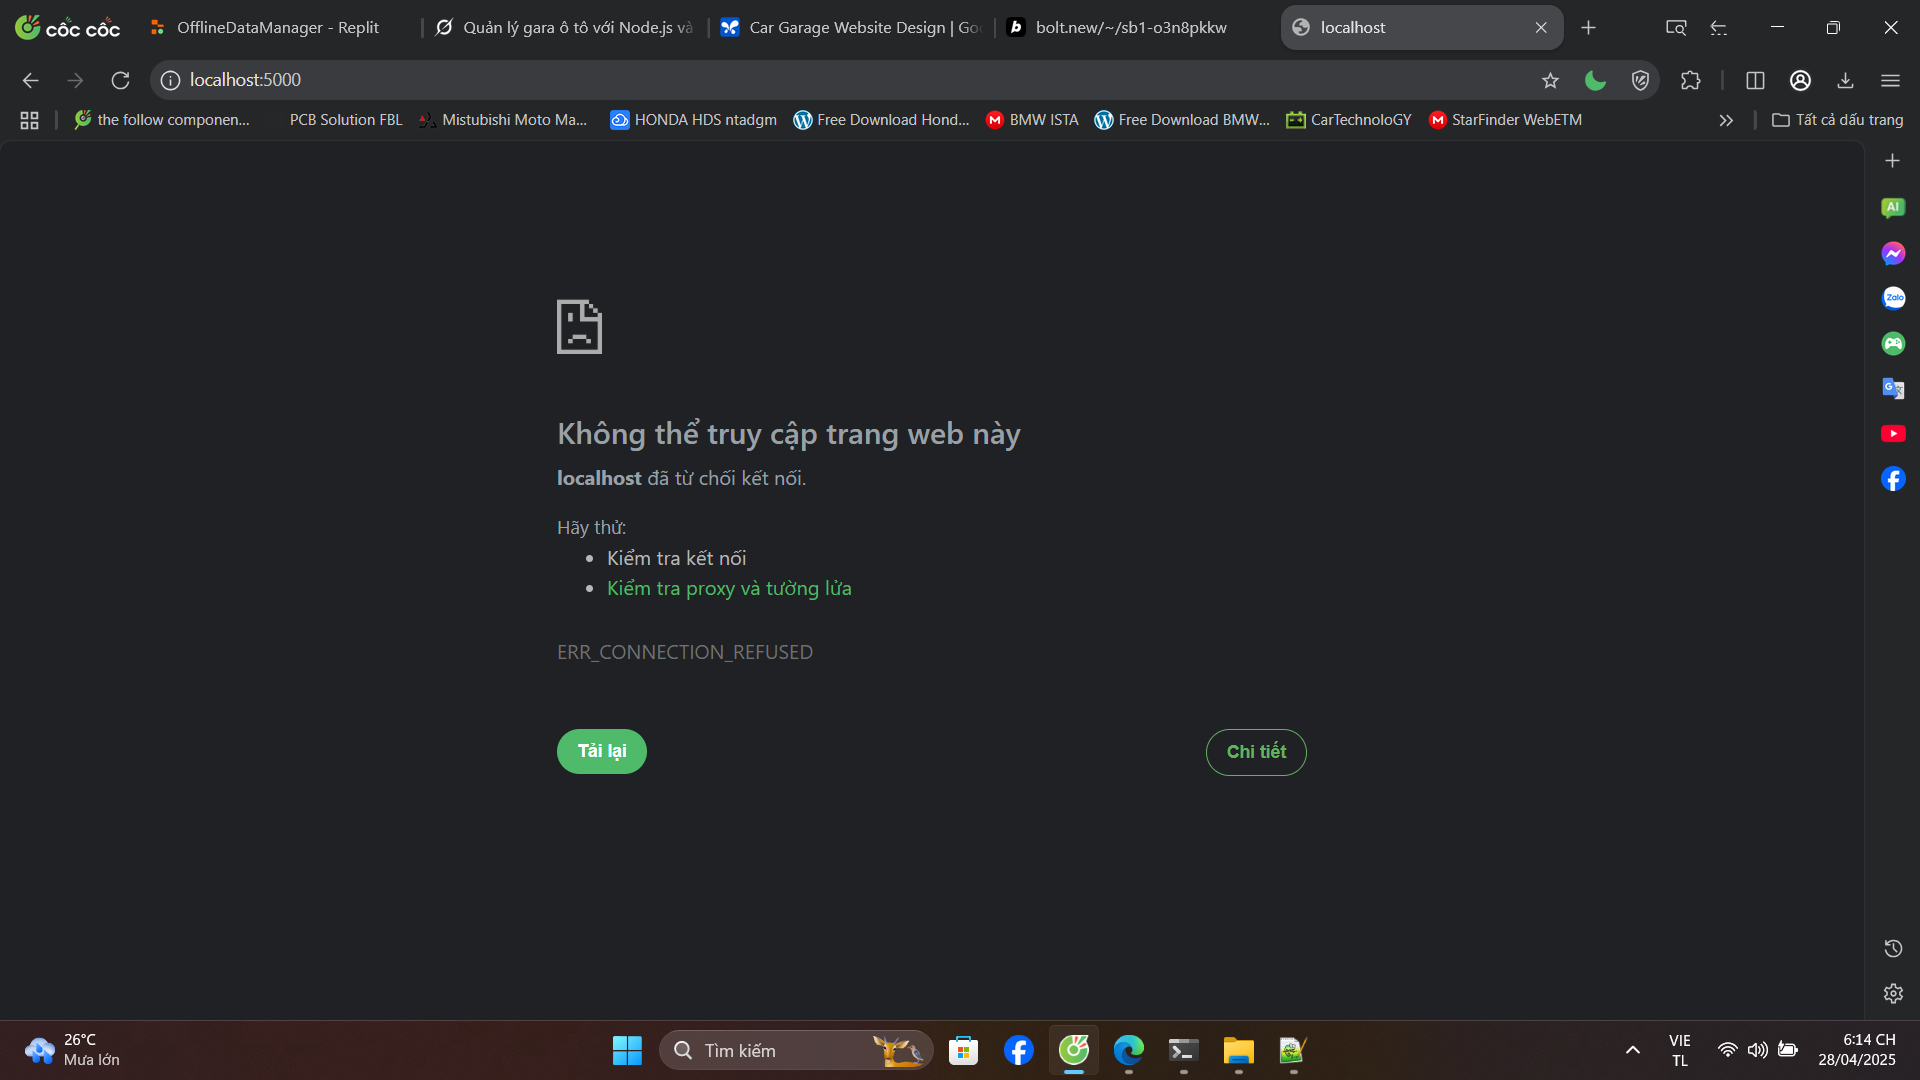 cốc cốc
OfflineDataManager - Replit
Quản lý gara ô tô với Node.js và
Car Garage Website Design | Goo
bolt.new/~/sb1-o3n8pkkw
localhost
localhost:5000
the follow componen...
PCB Solution FBL
Mistubishi Moto Ma...
HONDA HDS ntadgm
Free Download Hond...
BMW ISTA
Free Download BMW...
CarTechnoloGY
StarFinder WebETM
Tất cả dấu trang
AI
Zalo
Không thể truy cập trang web này
localhost đã từ chối kết nối.
Hãy thử:
Kiểm tra kết nối
Kiểm tra proxy và tường lửa
ERR_CONNECTION_REFUSED
Tải lại
Chi tiết
26°C
Mưa lớn
Tìm kiếm
VIE
TL
6:14 CH
28/04/2025